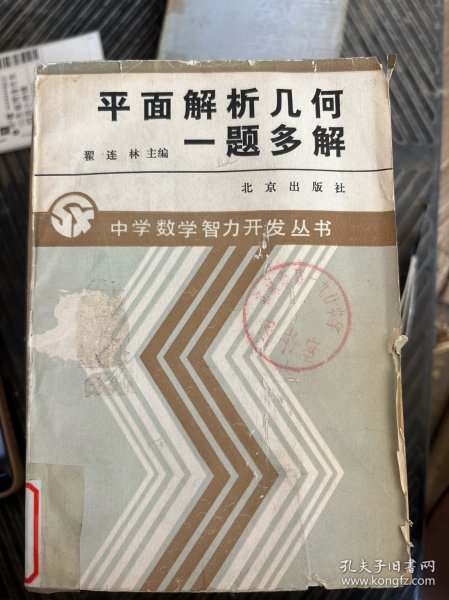 平面解析几何
一题多解
翟连林 主编
北京出版社
中学数学智力开发丛书
孔夫子旧书网
www.kongfz.com